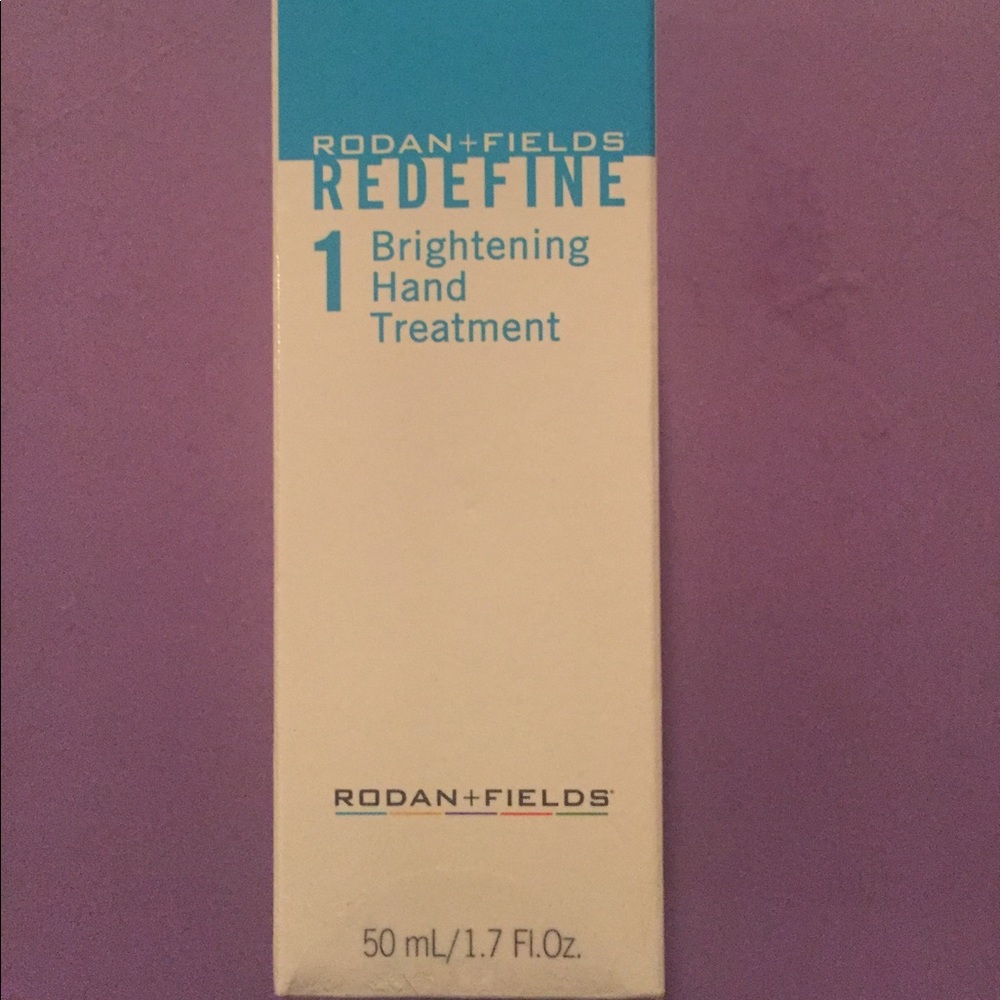 RODAN+FIELDS
REDEFINE
1 Brightening
Hand
Treatment
RODAN+FIELDS®
50 mL/1.7 Fl.Oz.